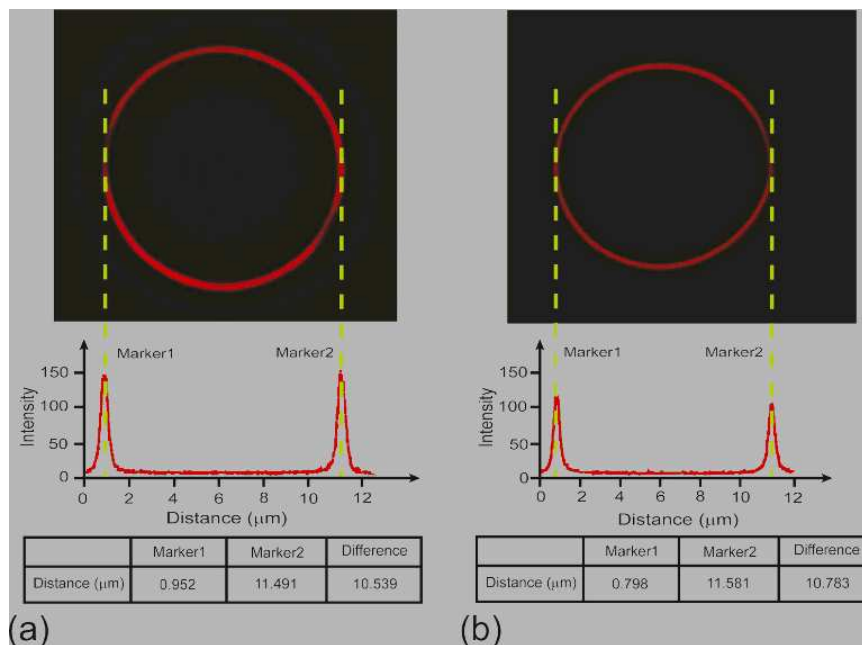 Marker1 Marker2
150
100
50
0
Intensity
0 2 4 6 8 10 12
Distance (μm)
Marker1 Marker2 Difference
Distance (μm) 0.952 11.491 10.539
(a)
Marker1 Marker2
150
100
50
0
Intensity
0 2 4 6 8 10 12
Distance (μm)
Marker1 Marker2 Difference
Distance (μm) 0.798 11.581 10.783
(b)